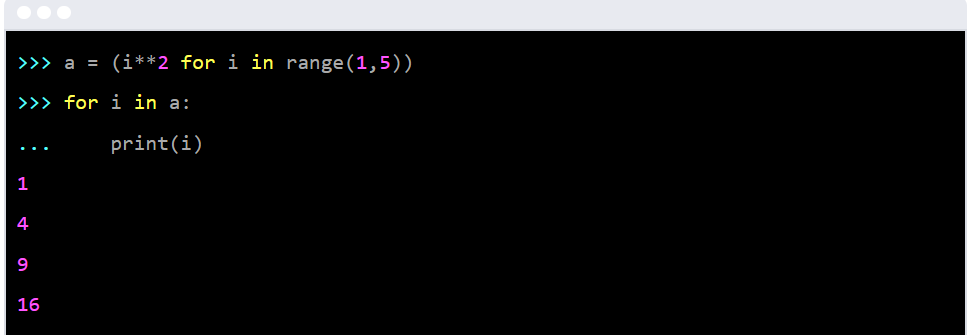 >>> a = (i**2 for i in range(1,5))
>>> for i in a:
...     print(i)
1
4
9
16